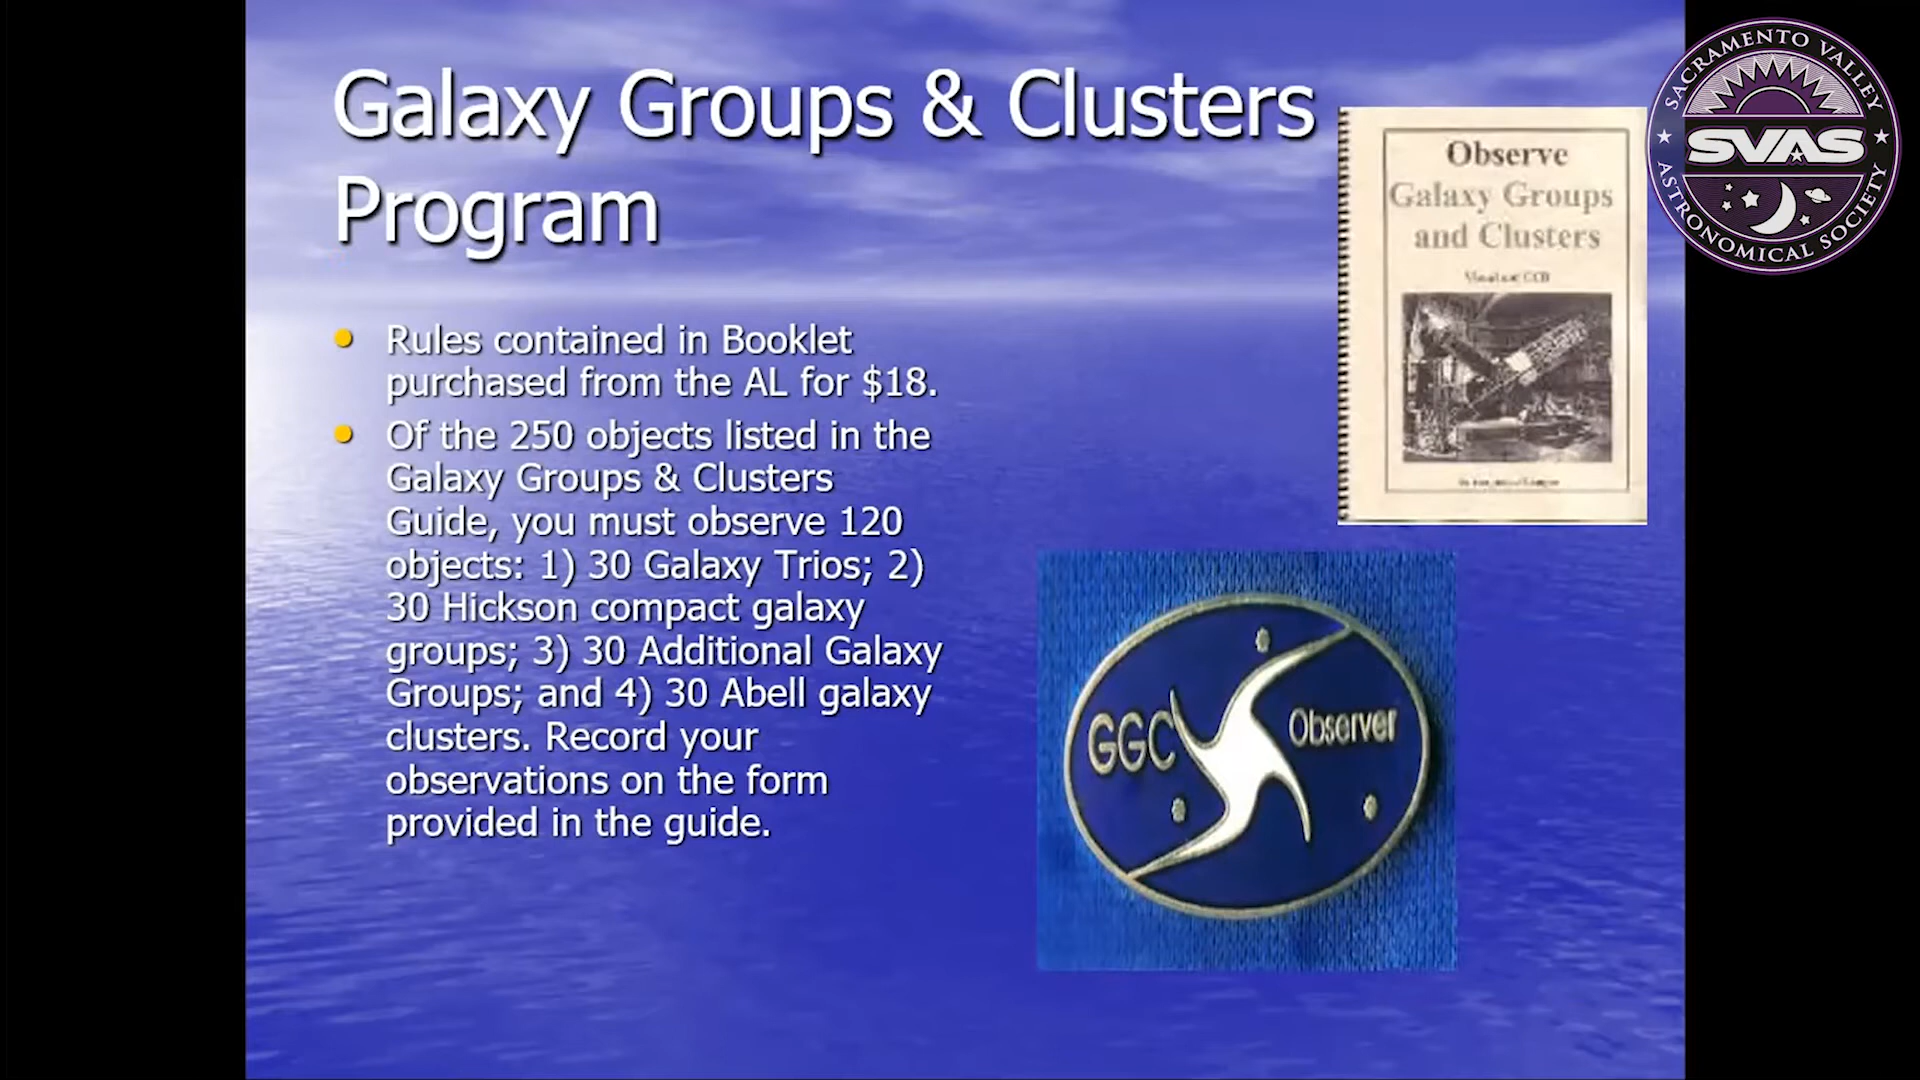 Galaxy Groups & Clusters
Program
Rules contained in Booklet
purchased from the AL for $18.
Of the 250 objects listed in the
Galaxy Groups & Clusters
Guide, you must observe 120
objects: 1) 30 Galaxy Trios; 2)
30 Hickson compact galaxy
groups; 3) 30 Additional Galaxy
Groups; and 4) 30 Abell galaxy
clusters. Record your
observations on the form
provided in the guide.
Observe
Galaxy Groups
and Clusters
GGC Observer
SACRAMENTO VALLEY
SVAS
ASTRONOMICAL SOCIETY